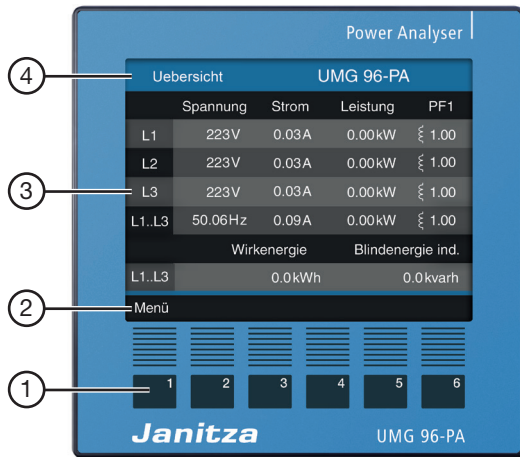 Power Analyser
4
Uebersicht UMG 96-PA
Spannung Strom Leistung PF1
L1 223V 0.03A 0.00kW ξ 1.00
L2 223V 0.03A 0.00kW ξ 1.00
3
L3 223V 0.03A 0.00kW ξ 1.00
L1..L3 50.06Hz 0.09A 0.00kW ξ 1.00
Wirkenergie Blindenergie ind.
L1..L3 0.0kWh 0.0kvarh
2
Menü
1
1 2 3 4 5 6
Janitza UMG 96-PA